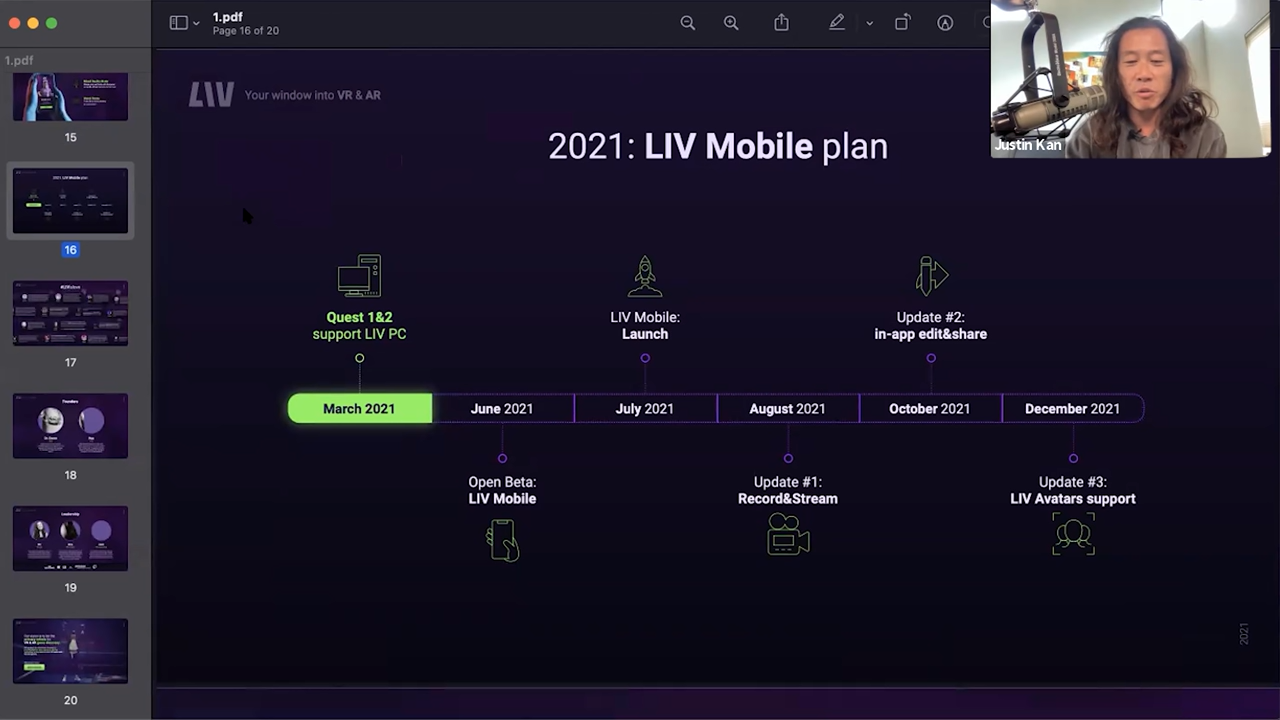 1.pdf
Page 16 of 20
1.pdf
15
16
17
18
19
20
LIV Your window into VR & AR
2021: LIV Mobile plan
Justin Kan
Quest 1&2
support LIV PC
LIV Mobile:
Launch
Update #2:
in-app edit&share
March 2021
June 2021
July 2021
August 2021
October 2021
December 2021
Open Beta:
LIV Mobile
Update #1:
Record&Stream
Update #3:
LIV Avatars support
2021